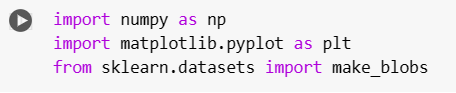 import numpy as np
import matplotlib.pyplot as plt
from sklearn.datasets import make_blobs